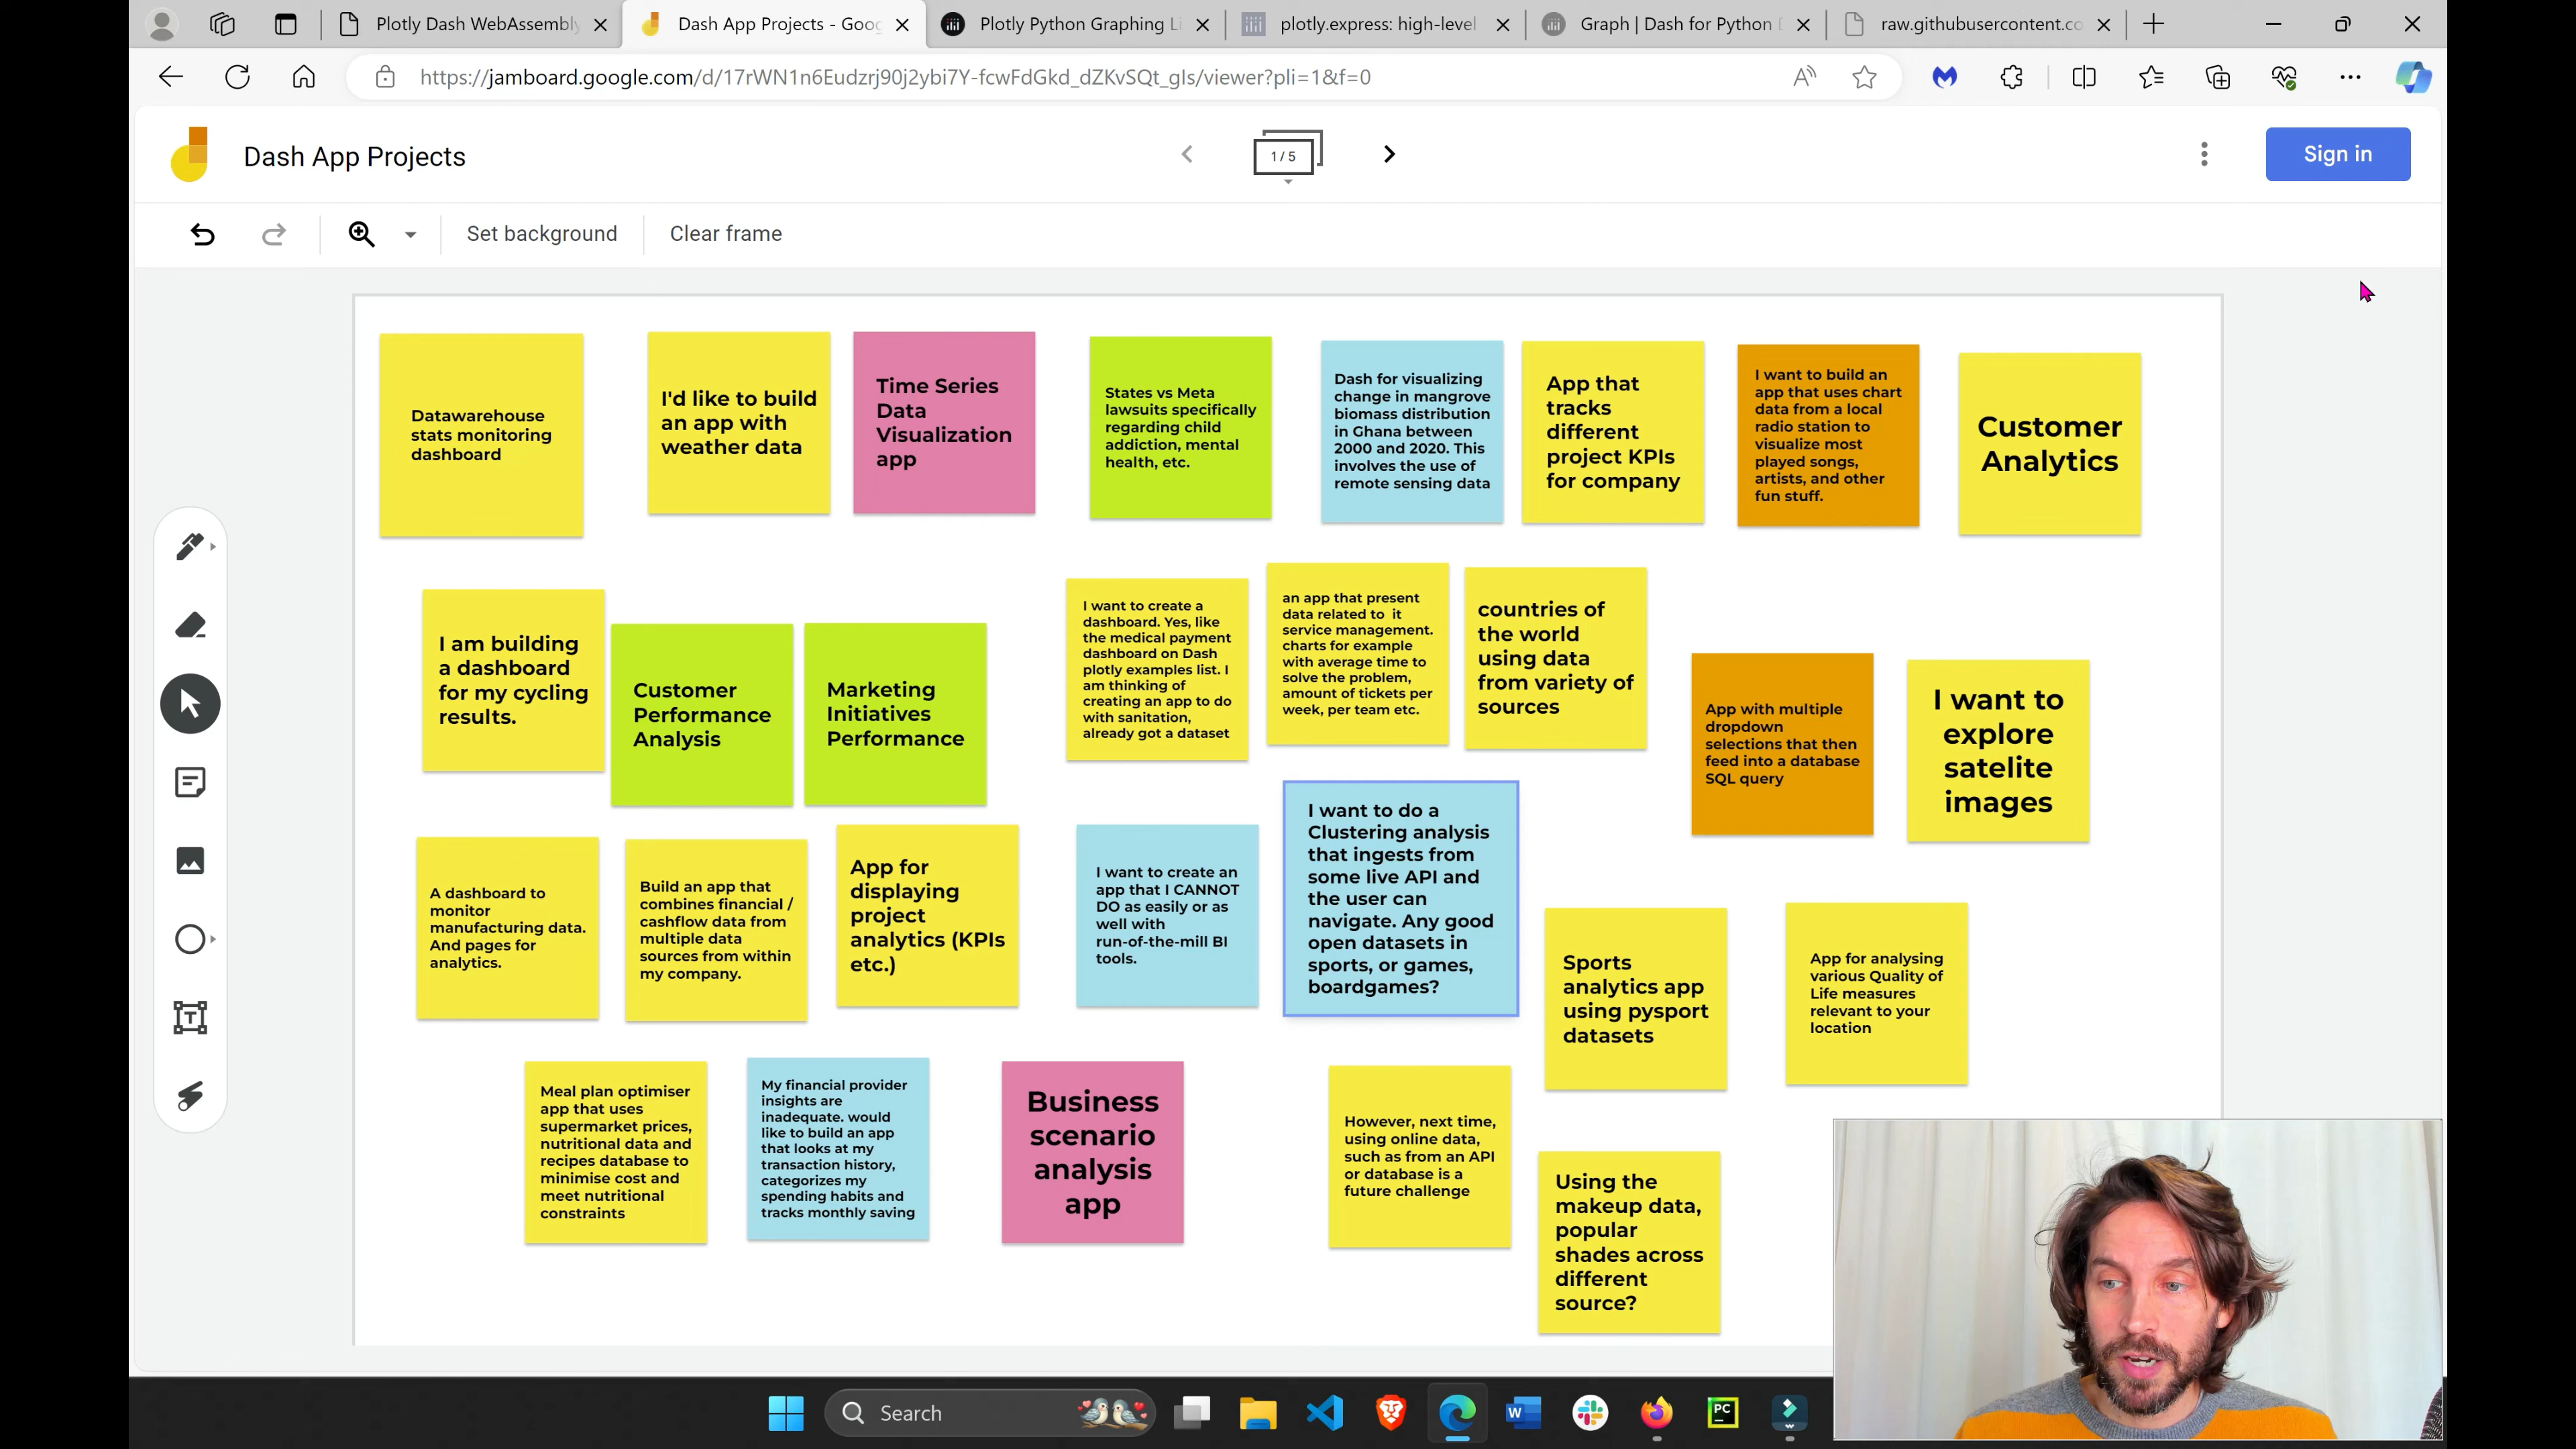 Plotly Dash WebAssembly
Dash App Projects - Goog
Plotly Python Graphing Li
plotly.express: high-level
Graph | Dash for Python D
raw.githubusercontent.co
https://jamboard.google.com/d/17rWN1n6Eudzrj90j2ybi7Y-fcwFdGkd_dZKvSQt_gIs/viewer?pli=1&f=0
Dash App Projects
1 / 5
Sign in
Set background
Clear frame
Datawarehouse
stats monitoring
dashboard
I'd like to build
an app with
weather data
Time Series
Data
Visualization
app
States vs Meta
lawsuits specifically
regarding child
addiction, mental
health, etc.
Dash for visualizing
change in mangrove
biomass distribution
in Ghana between
2000 and 2020. This
involves the use of
remote sensing data
App that
tracks
different
project KPIs
for company
I want to build an
app that uses chart
data from a local
radio station to
visualize most
played songs,
artists, and other
fun stuff.
Customer
Analytics
I am building
a dashboard
for my cycling
results.
Customer
Performance
Analysis
Marketing
Initiatives
Performance
I want to create a
dashboard. Yes, like
the medical payment
dashboard on Dash
plotly examples list. I
am thinking of
creating an app to do
with sanitation,
already got a dataset
an app that present
data related to it
service management.
charts for example
with average time to
solve the problem,
amount of tickets per
week, per team etc.
countries of
the world
using data
from variety of
sources
App with multiple
dropdown
selections that then
feed into a database
SQL query
I want to
explore
satelite
images
A dashboard to
monitor
manufacturing data.
And pages for
analytics.
Build an app that
combines financial /
cashflow data from
multiple data
sources from within
my company.
App for
displaying
project
analytics (KPIs
etc.)
I want to create an
app that I CANNOT
DO as easily or as
well with
run-of-the-mill BI
tools.
I want to do a
Clustering analysis
that ingests from
some live API and
the user can
navigate. Any good
open datasets in
sports, or games,
boardgames?
Sports
analytics app
using pysport
datasets
App for analysing
various Quality of
Life measures
relevant to your
location
Meal plan optimiser
app that uses
supermarket prices,
nutritional data and
recipes database to
minimise cost and
meet nutritional
constraints
My financial provider
insights are
inadequate. would
like to build an app
that looks at my
transaction history,
categorizes my
spending habits and
tracks monthly saving
Business
scenario
analysis
app
However, next time,
using online data,
such as from an API
or database is a
future challenge
Using the
makeup data,
popular
shades across
different
source?
Search